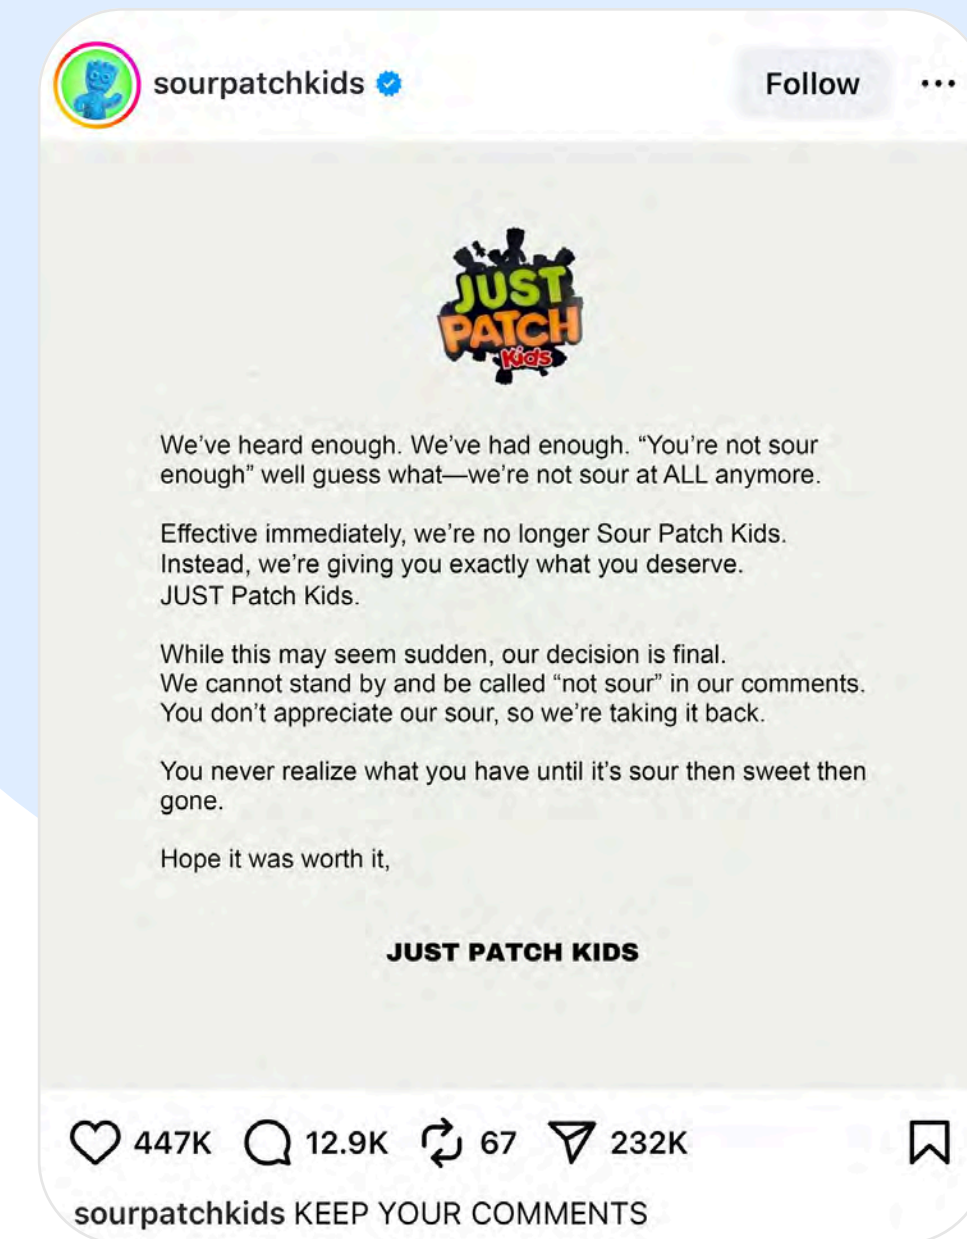 sourpatchkids
Follow
JUST
PATCH
Kids
We’ve heard enough. We’ve had enough. “You’re not sour
enough” well guess what—we’re not sour at ALL anymore.
Effective immediately, we’re no longer Sour Patch Kids.
Instead, we’re giving you exactly what you deserve.
JUST Patch Kids.
While this may seem sudden, our decision is final.
We cannot stand by and be called “not sour” in our comments.
You don’t appreciate our sour, so we’re taking it back.
You never realize what you have until it’s sour then sweet then
gone.
Hope it was worth it,
JUST PATCH KIDS
447K 12.9K 67 232K
sourpatchkids KEEP YOUR COMMENTS